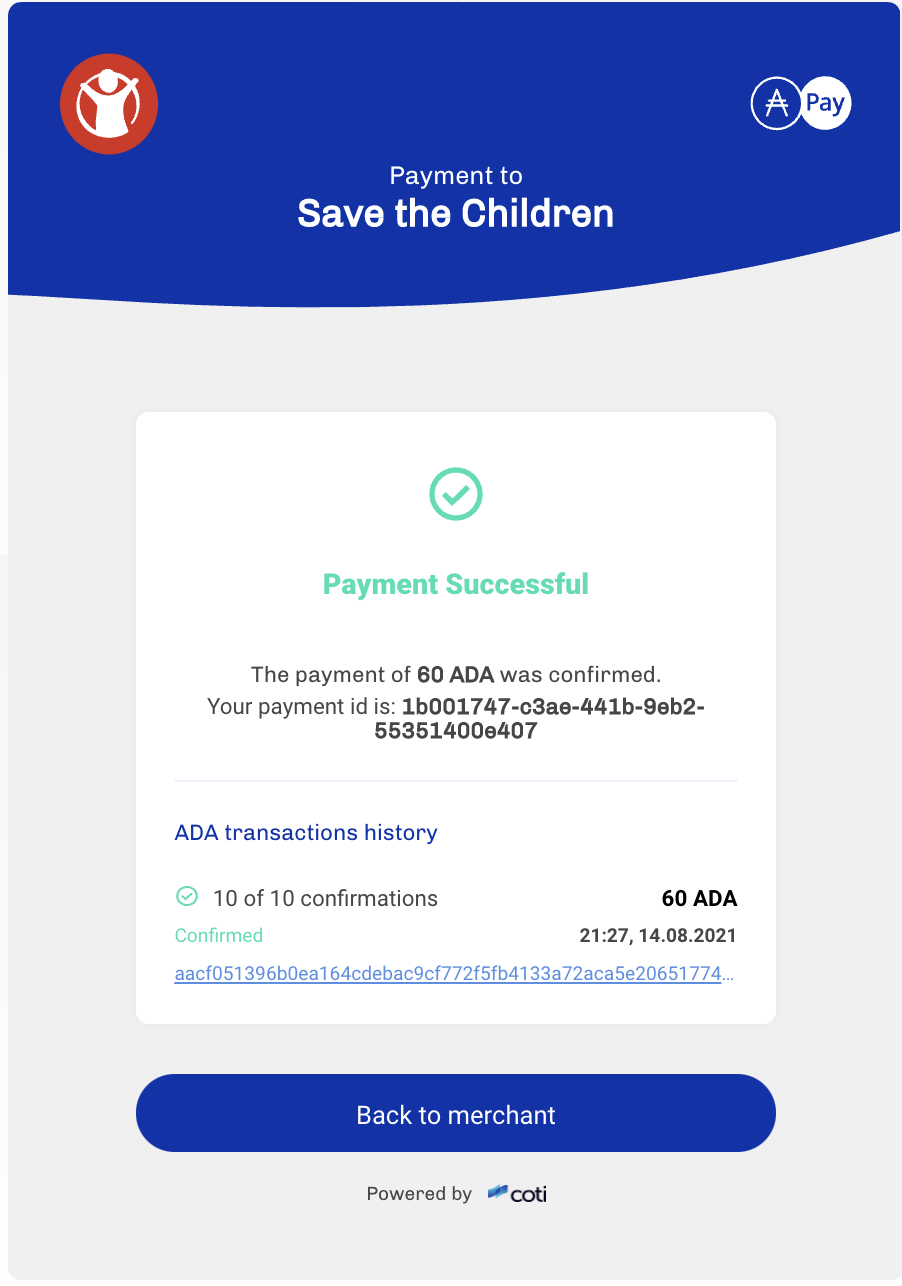 ₳ Pay
Payment to
Save the Children
Payment Successful
The payment of 60 ADA was confirmed.
Your payment id is: 1b001747-c3ae-441b-9eb2-
55351400e407
ADA transactions history
10 of 10 confirmations 60 ADA
Confirmed 21:27, 14.08.2021
aacf051396b0ea164cdebac9cf772f5fb4133a72aca5e20651774...
Back to merchant
Powered by coti